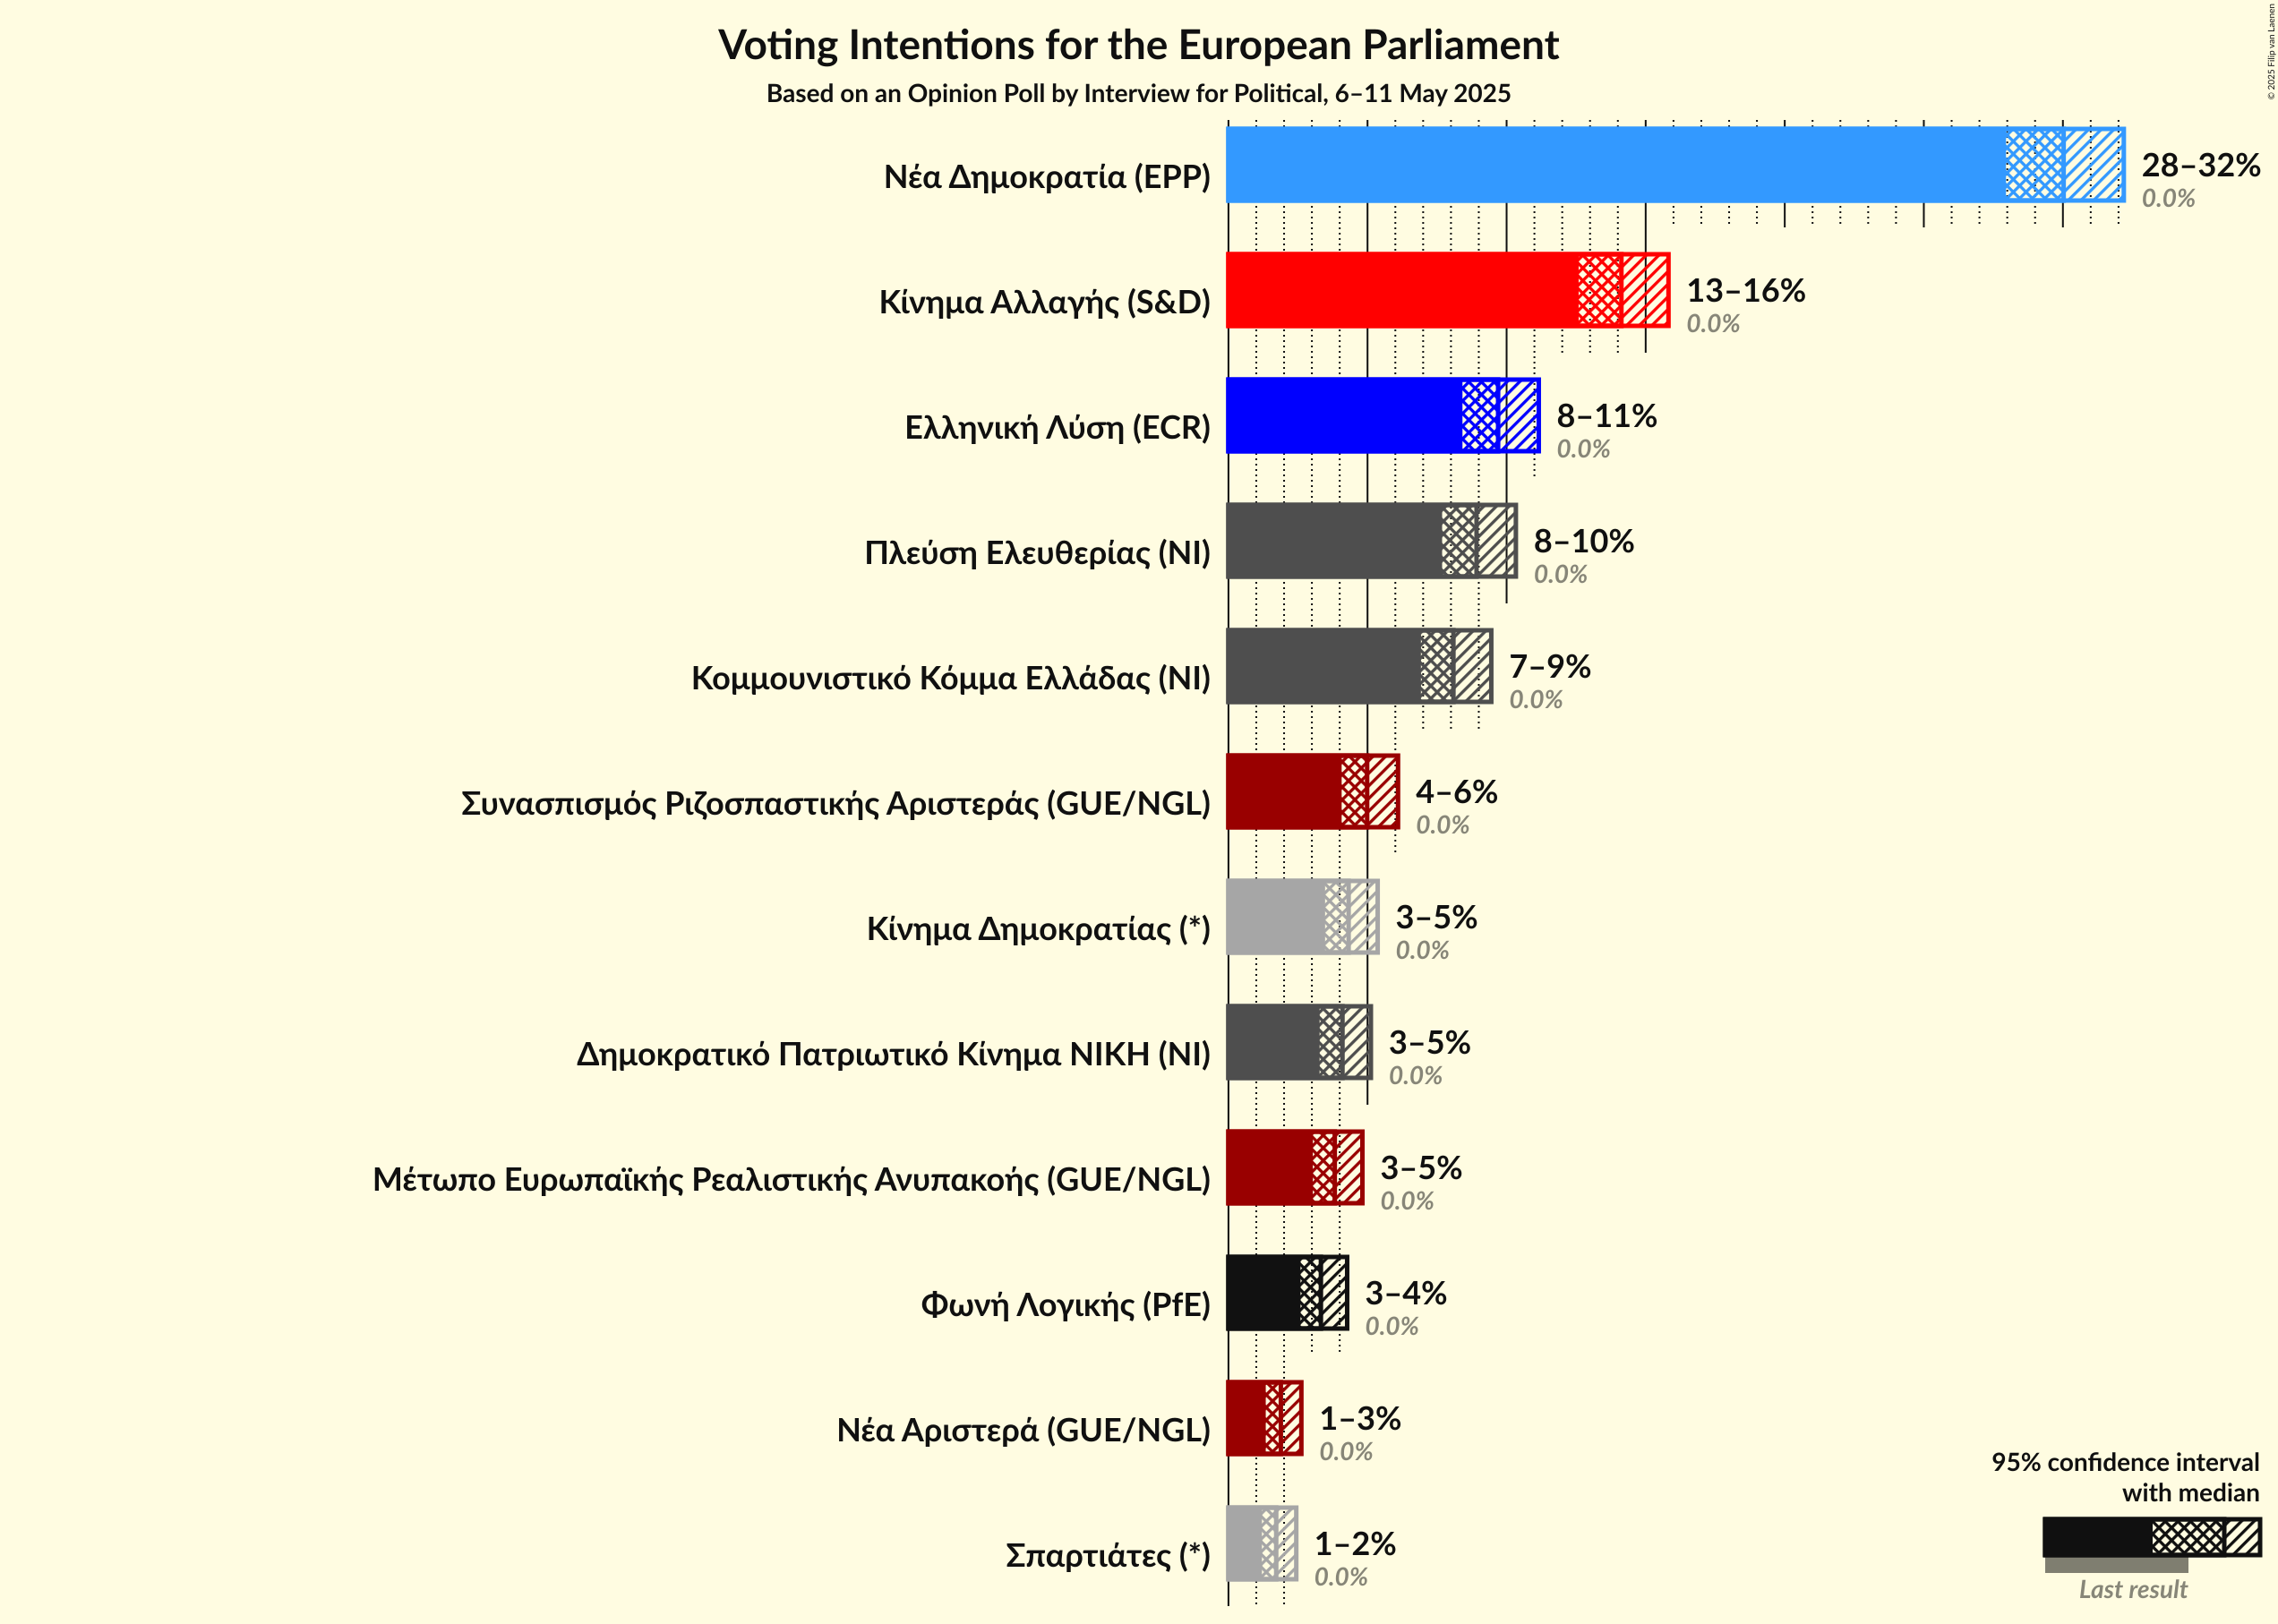 Voting Intentions for the European Parliament
Based on an Opinion Poll by Interview for Political, 6–11 May 2025
© 2025 Filip van Laenen
Νέα Δημοκρατία (EPP)
28–32%
0.0%
Κίνημα Αλλαγής (S&D)
13–16%
0.0%
Ελληνική Λύση (ECR)
8–11%
0.0%
Πλεύση Ελευθερίας (NI)
8–10%
0.0%
Κομμουνιστικό Κόμμα Ελλάδας (NI)
7–9%
0.0%
Συνασπισμός Ριζοσπαστικής Αριστεράς (GUE/NGL)
4–6%
0.0%
Κίνημα Δημοκρατίας (*)
3–5%
0.0%
Δημοκρατικό Πατριωτικό Κίνημα ΝΙΚΗ (NI)
3–5%
0.0%
Μέτωπο Ευρωπαϊκής Ρεαλιστικής Ανυπακοής (GUE/NGL)
3–5%
0.0%
Φωνή Λογικής (PfE)
3–4%
0.0%
Νέα Αριστερά (GUE/NGL)
1–3%
0.0%
Σπαρτιάτες (*)
1–2%
0.0%
95% confidence interval
with median
Last result